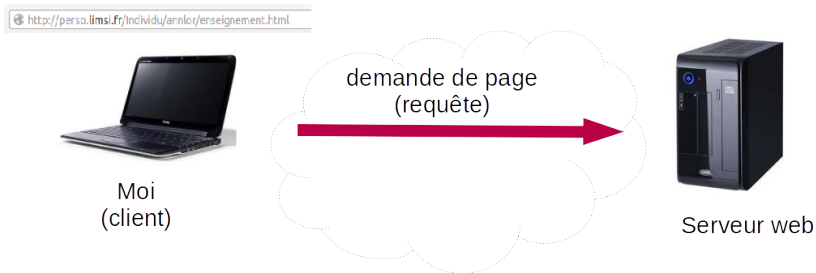 http://perso.limsi.fr/Individu/annlor/enseignement.html
demande de page
(requête)
Moi
(client)
Serveur web